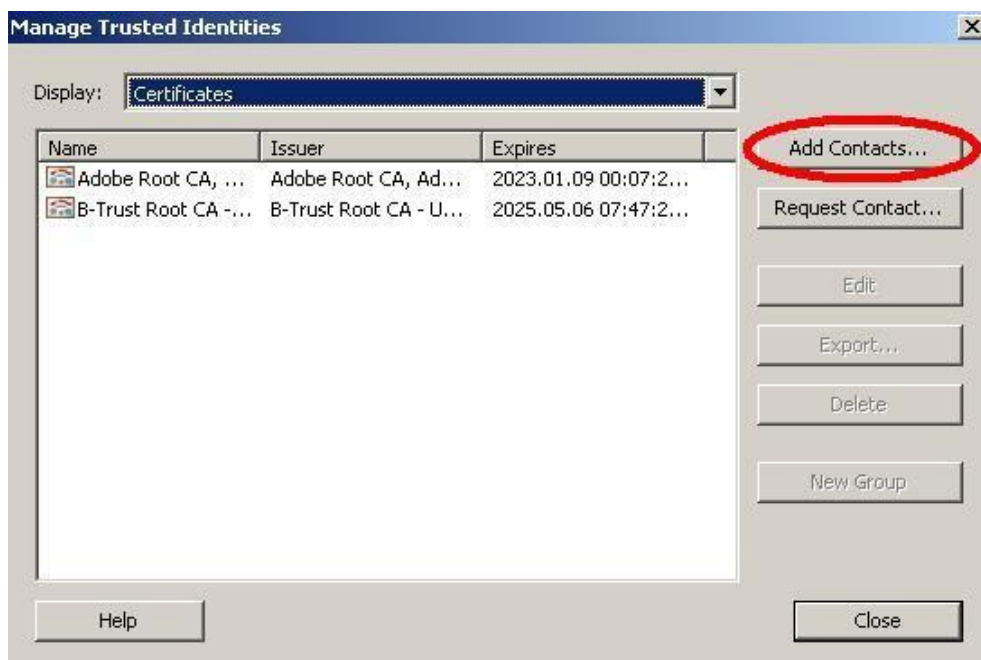 Manage Trusted Identities
Display: Certificates
Name Issuer Expires
Adobe Root CA, ... Adobe Root CA, Ad... 2023.01.09 00:07:2...
B-Trust Root CA -... B-Trust Root CA - U... 2025.05.06 07:47:2...
Add Contacts...
Request Contact...
Edit
Export...
Delete
New Group
Help
Close